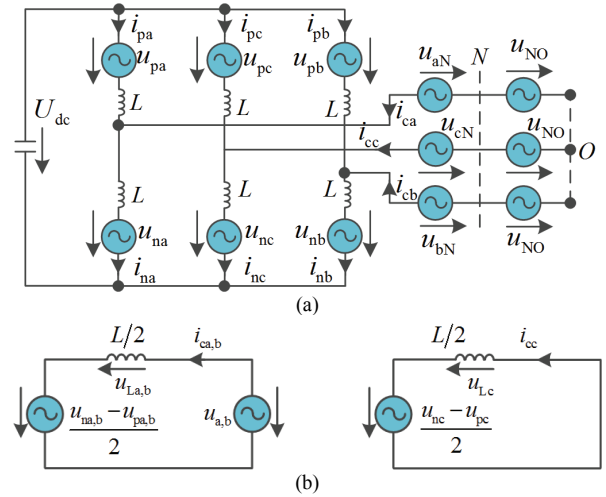 i_pa i_pc i_pb
u_pa u_pc u_pb
u_aN N u_NO
L L L
U_dc
i_ca
i_cc u_cN u_NO O
L L L
i_cb
u_na u_nc u_nb
u_bN u_NO
i_na i_nc i_nb
(a)
L/2 i_ca,b L/2 i_cc
u_La,b u_Lc
u_na,b − u_pa,b u_a,b u_nc − u_pc
2 2
(b)